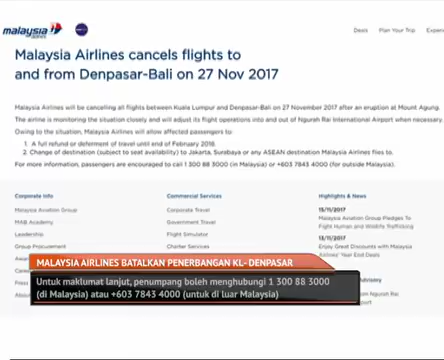 malaysia
airlines
Deals Plan Your Trip
Malaysia Airlines cancels flights to
and from Denpasar-Bali on 27 Nov 2017
Malaysia Airlines will be cancelling all flights between Kuala Lumpur and Denpasar-Bali on 27 November 2017 after an eruption at Mount Agung.
The airline is monitoring the situation closely and will adjust its flight operations into and out of Ngurah Rai International Airport when necessary.
Owing to the situation, Malaysia Airlines will allow affected passengers to:
1. A full refund or deferment of travel until end of February 2018.
2. Change of destination (subject to seat availability) to Jakarta, Surabaya or any ASEAN destination Malaysia Airlines flies to.
For more information, passengers are encouraged to call 1 300 88 3000 (in Malaysia) or +603 7843 4000 (for outside Malaysia).
Corporate Info Commercial Services Highlights & News
Malaysia Aviation Group Corporate Travel 15/11/2017
MAB Academy Government Travel Malaysia Aviation Group Pledges To
Leadership Flight Simulator Fight Human and Wildlife Trafficking
Group Procurement Charter Services 13/11/2017
Enjoy Great Discounts with Malaysia
Airlines' Year End Deals
MALAYSIA AIRLINES BATALKAN PENERBANGAN KL- DENPASAR
Untuk maklumat lanjut, penumpang boleh menghubungi 1 300 88 3000
(di Malaysia) atau +603 7843 4000 (untuk di luar Malaysia)